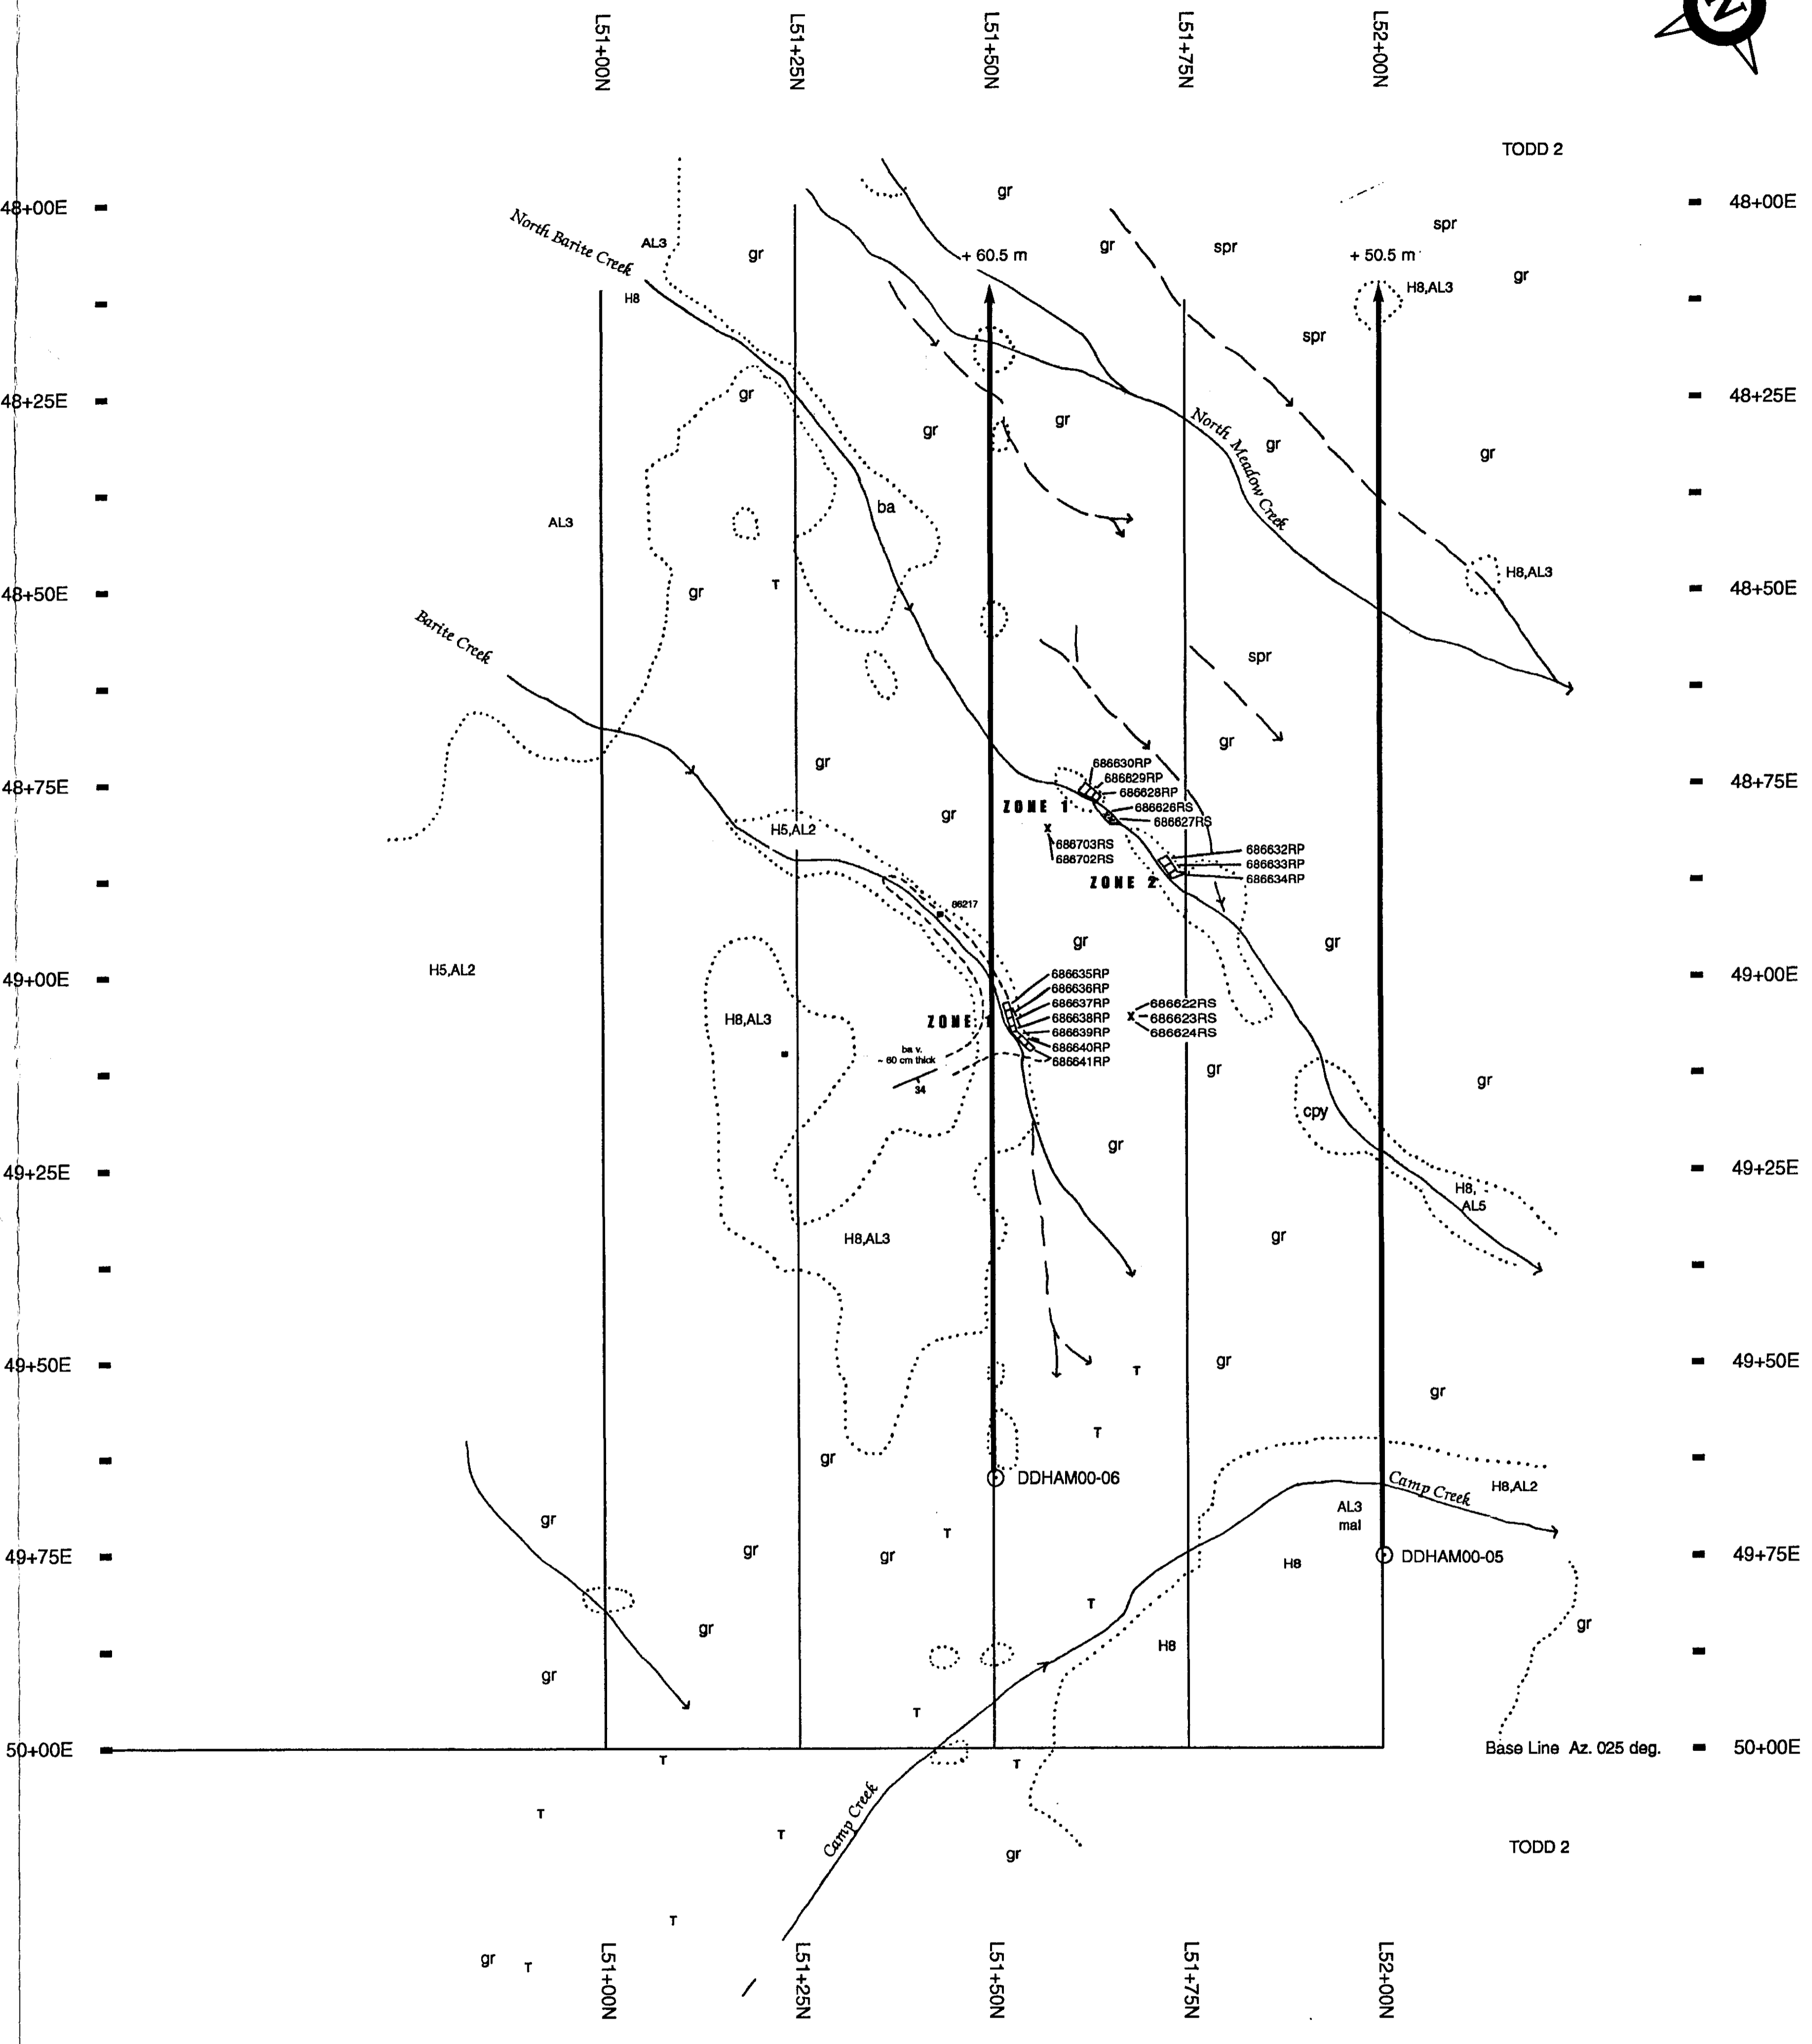 N
L51+00N
L51+25N
L51+50N
L51+75N
L52+00N
TODD 2
48+00E
gr
48+00E
North Barite Creek
AL3
gr
+ 60.5 m
gr
spr
spr
+ 50.5 m
gr
H8
H8,AL3
spr
48+25E
gr
gr
gr
North Meadow Creek
gr
gr
48+25E
ba
AL3
48+50E
gr
T
H8,AL3
48+50E
Barite Creek
spr
gr
gr
48+75E
686630RP
686629RP
686628RP
686626RS
686627RS
48+75E
ZONE 1
gr
H5,AL2
x
686703RS
686702RS
686632RP
686633RP
686634RP
ZONE 2
86217
gr
gr
H5,AL2
49+00E
686635RP
686636RP
686637RP
686638RP
686639RP
686640RP
686641RP
x
686622RS
686623RS
686624RS
49+00E
H8,AL3
ZONE 1
ba v.
~ 60 cm thick
34
gr
gr
cpy
gr
49+25E
49+25E
H8,
AL5
H8,AL3
gr
49+50E
T
gr
49+50E
gr
T
gr
DDHAM00-06
Camp Creek
H8,AL2
gr
AL3
mal
T
49+75E
gr
gr
H8
DDHAM00-05
49+75E
T
gr
gr
H8
gr
T
50+00E
T
T
Base Line Az. 025 deg.
50+00E
T
T
Camp Creek
gr
TODD 2
T
gr
T
L51+00N
L51+25N
L51+50N
L51+75N
L52+00N